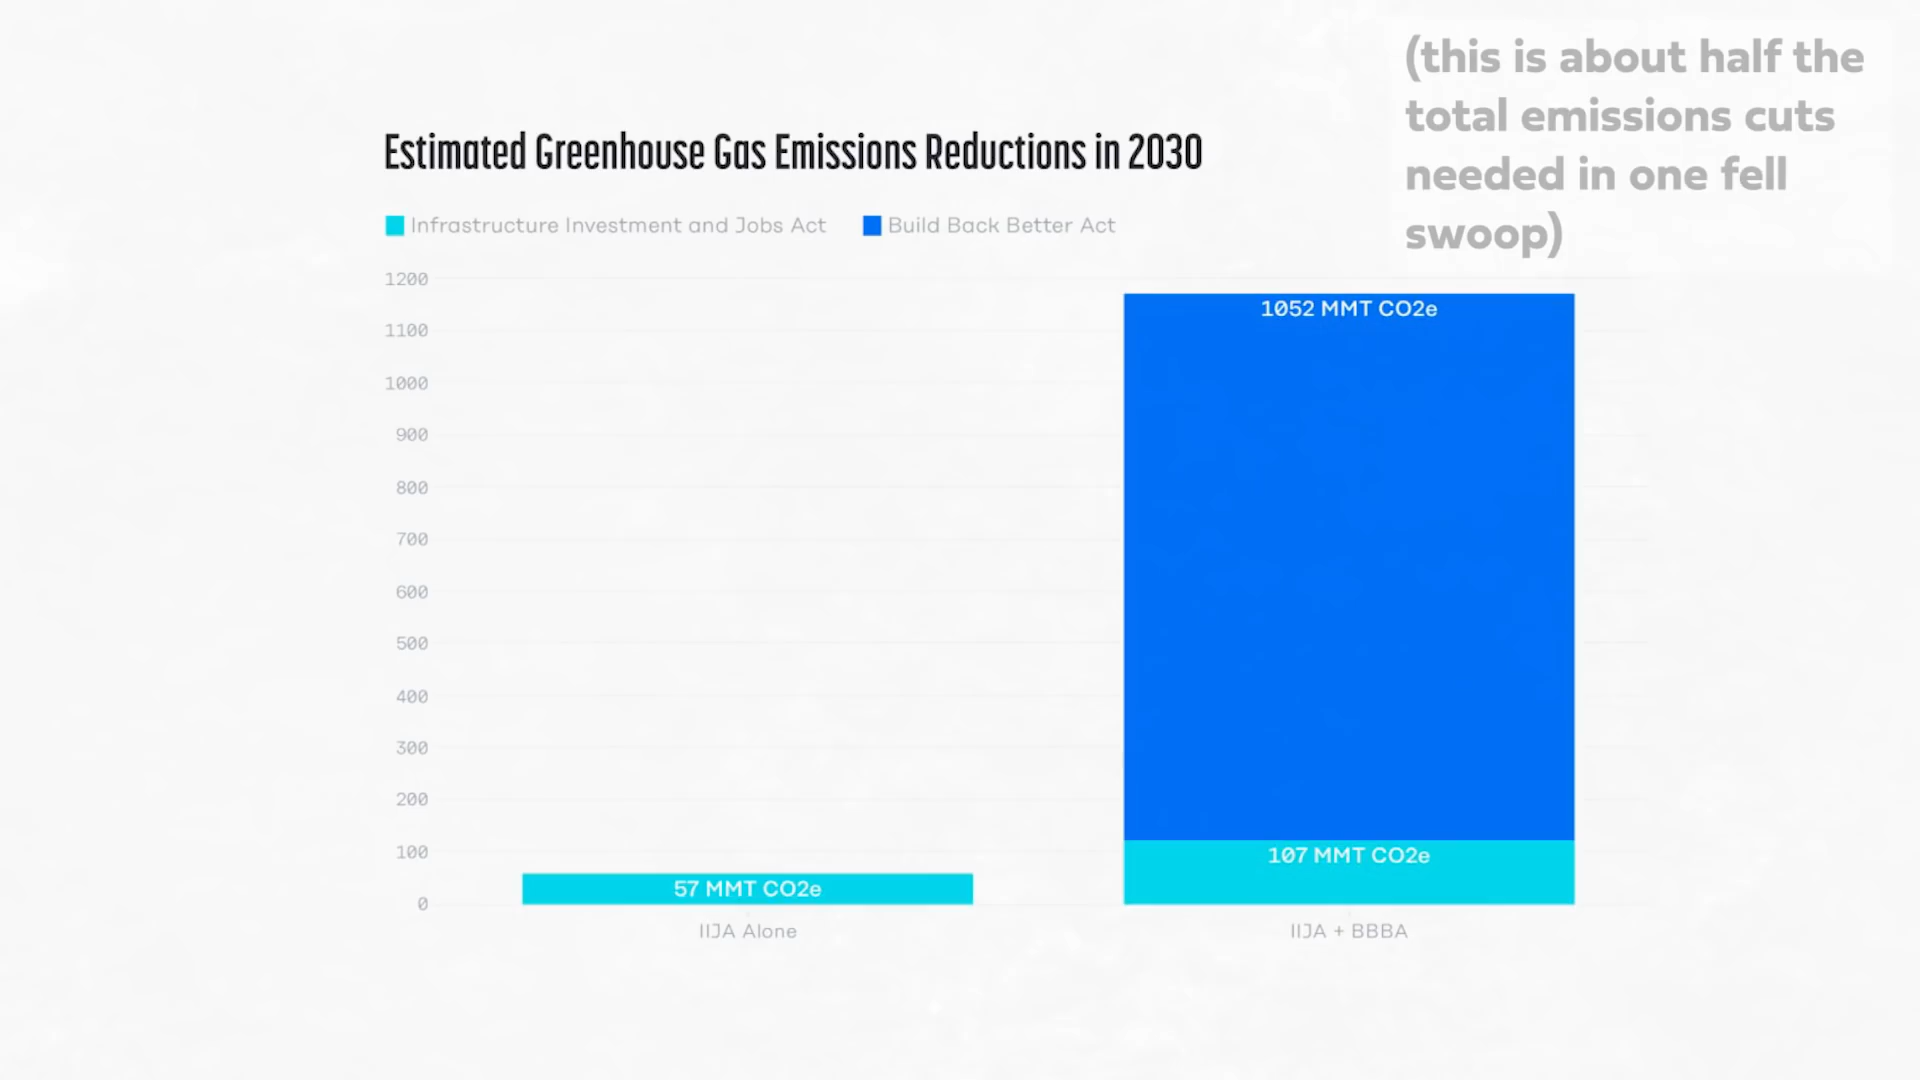 (this is about half the
total emissions cuts
needed in one fell
swoop)
Estimated Greenhouse Gas Emissions Reductions in 2030
Infrastructure Investment and Jobs Act
Build Back Better Act
1200
1100
1000
900
800
700
600
500
400
300
200
100
0
1052 MMT CO2e
107 MMT CO2e
57 MMT CO2e
IIJA Alone
IIJA + BBBA